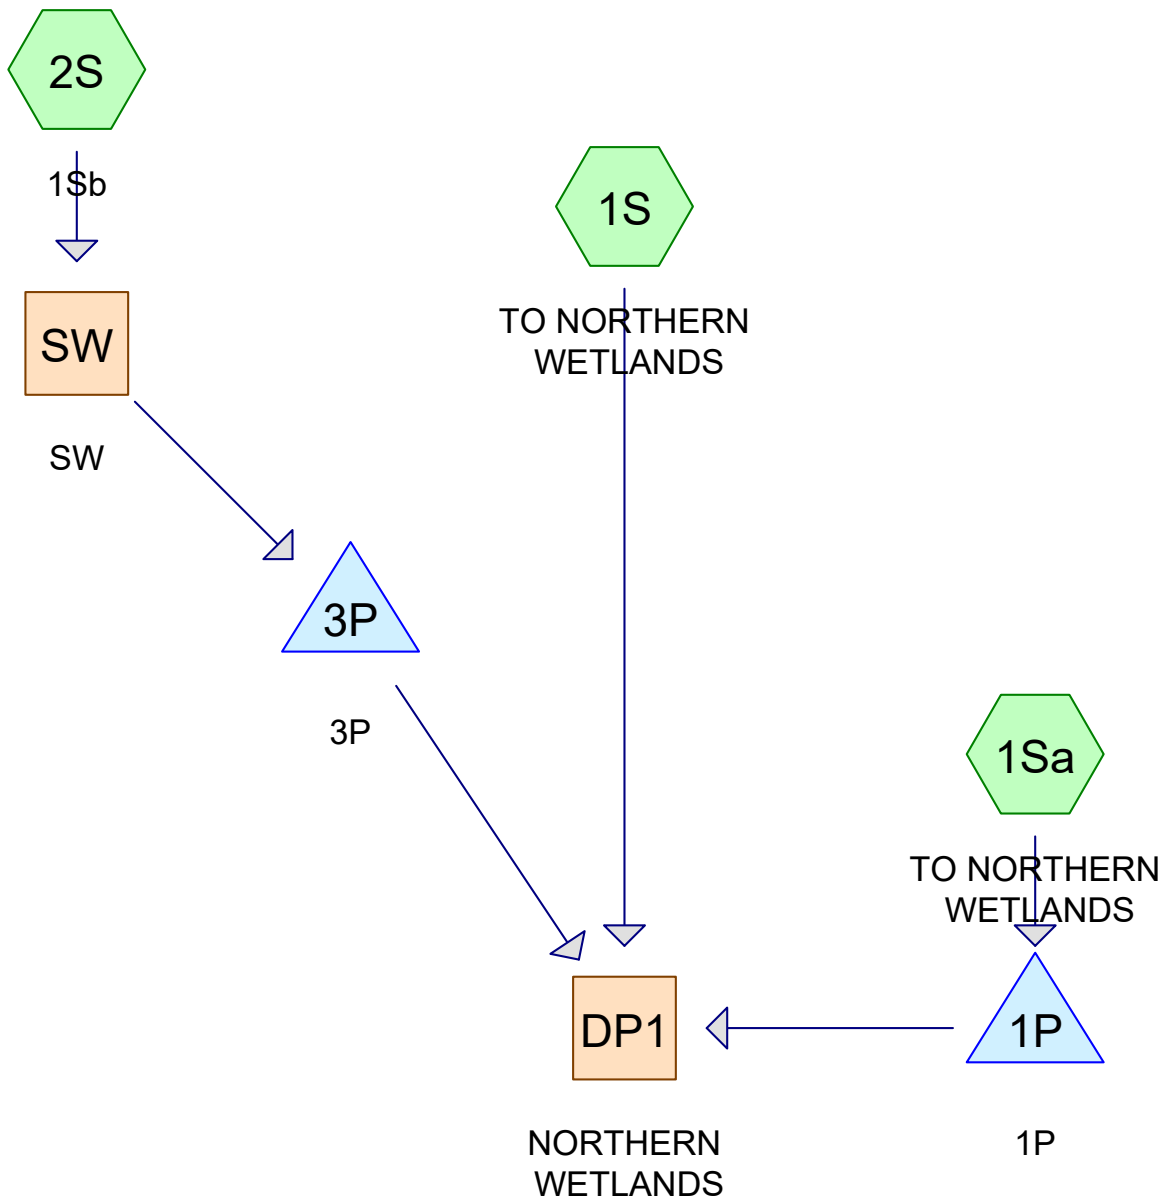 2S
1Sb
1S
TO NORTHERN
WETLANDS
SW
SW
3P
3P
1Sa
TO NORTHERN
WETLANDS
DP1
1P
NORTHERN
WETLANDS
1P